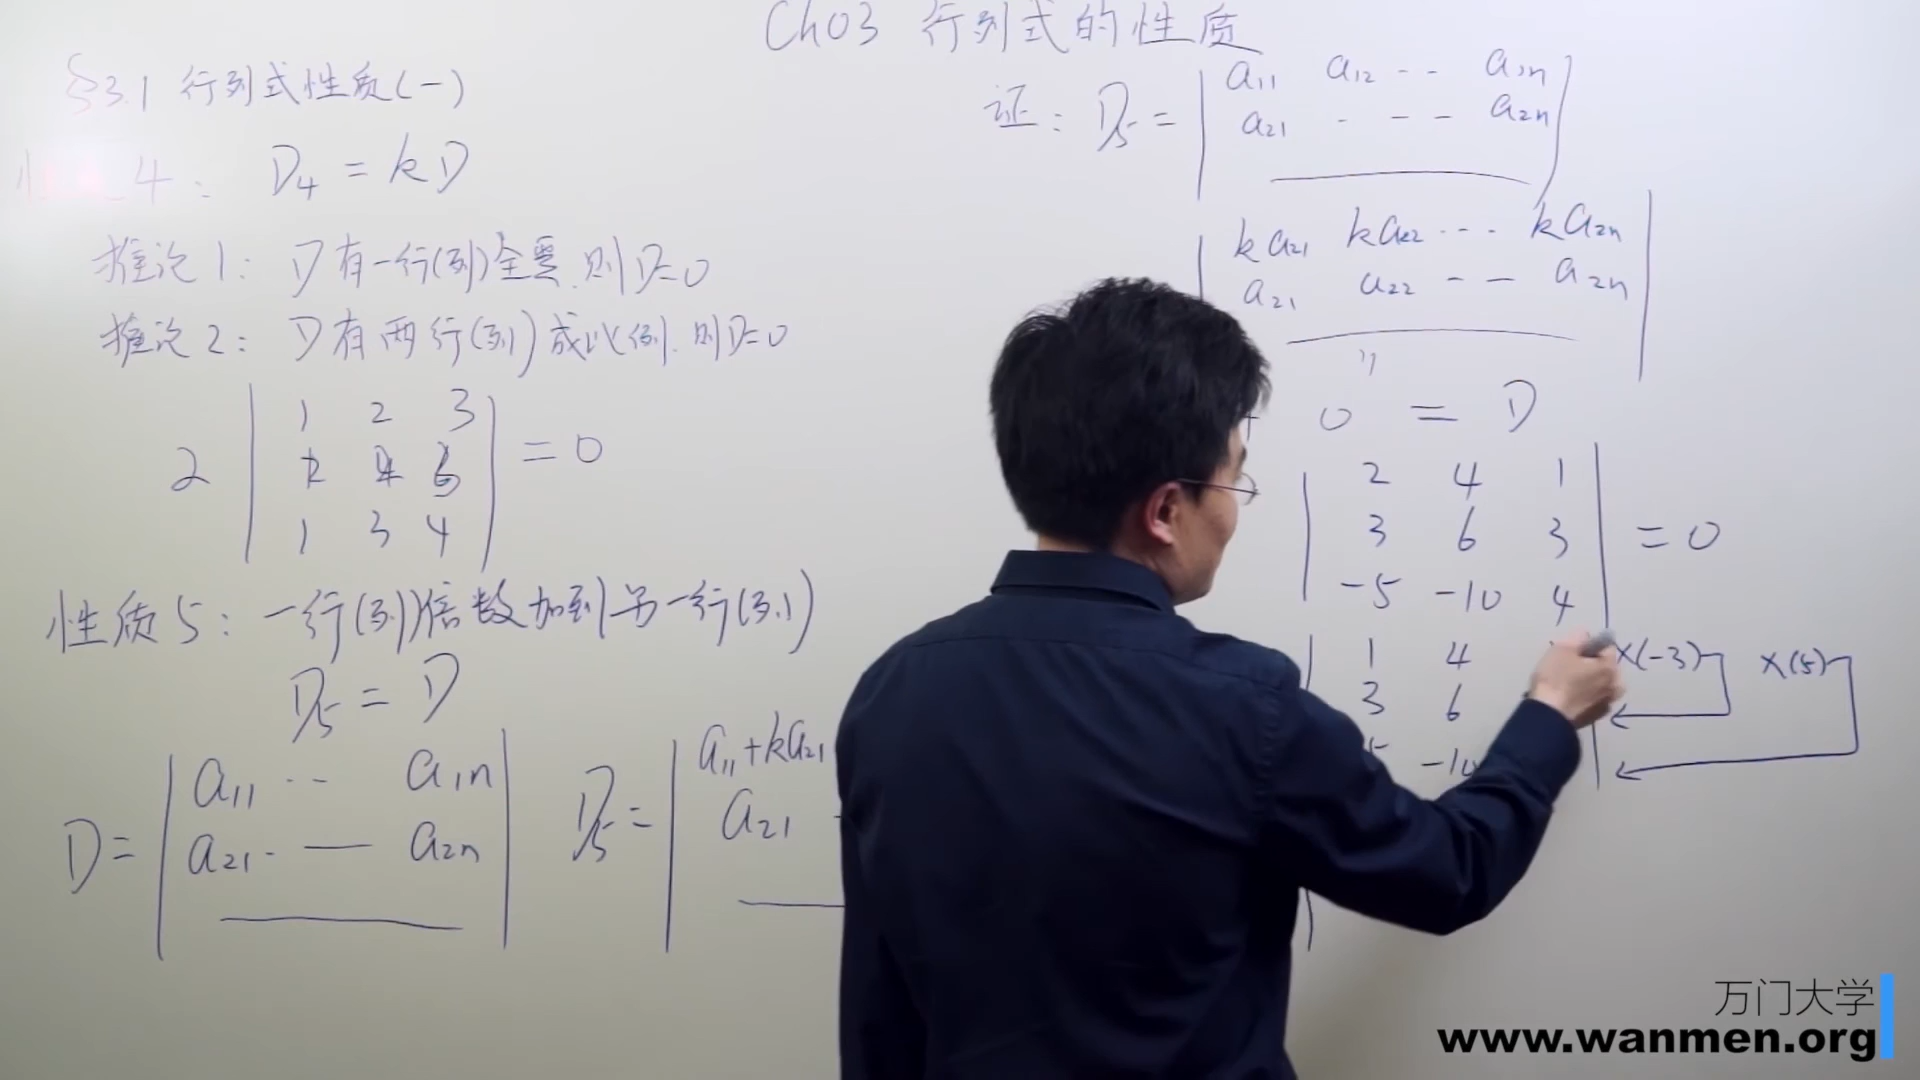 Ch03 行列式的性质
§3.1 行列式性质(一)
4: D₄ = kD
推论1: D有一行(列)全零.则D=0
推论2: D有两行(列)成比例.则D=0
2 | 1 2 3 | = 0
1 3 4
性质5: 一行(列)倍数加到另一行(列)
D₅ = D
D = | a₁₁ -- a₁n |
a₂₁ - — a₂n
D₅ = | a₁₁+ka₂₁
a₂₁
证: D₅ = | a₁₁ a₁₂ -- a₁n |
a₂₁ - - - a₂n
ka₂₁ ka₂₂ ... ka₂n
a₂₁ a₂₂ - - a₂n
0 = D
2 4 1
3 6 3 = 0
-5 -10 4
1 4 x(-3) x(5)
3 6
-10
万门大学
www.wanmen.org